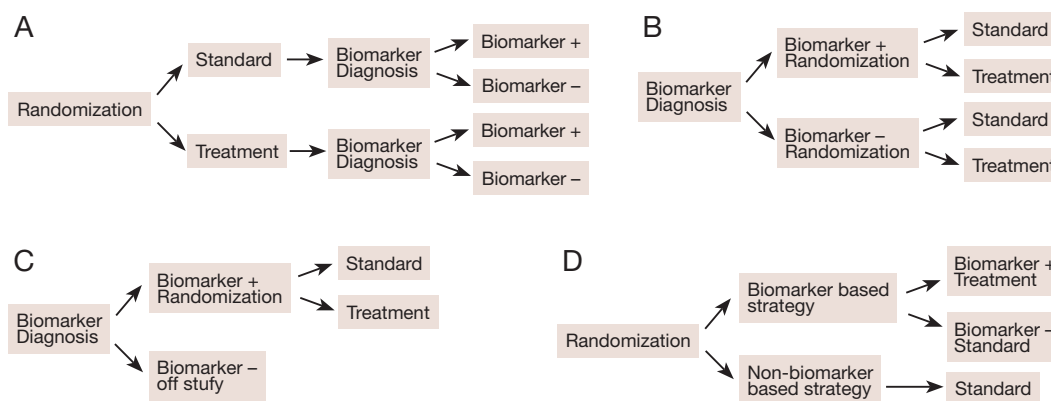 A
Randomization
Standard
Treatment
Biomarker
Diagnosis
Biomarker
Diagnosis
Biomarker +
Biomarker –
Biomarker +
Biomarker –
B
Biomarker
Diagnosis
Biomarker +
Randomization
Biomarker –
Randomization
Standard
Treatment
Standard
Treatment
C
Biomarker
Diagnosis
Biomarker +
Randomization
Biomarker –
off stufy
Standard
Treatment
D
Randomization
Biomarker based
strategy
Non-biomarker
based strategy
Biomarker +
Treatment
Biomarker –
Standard
Standard